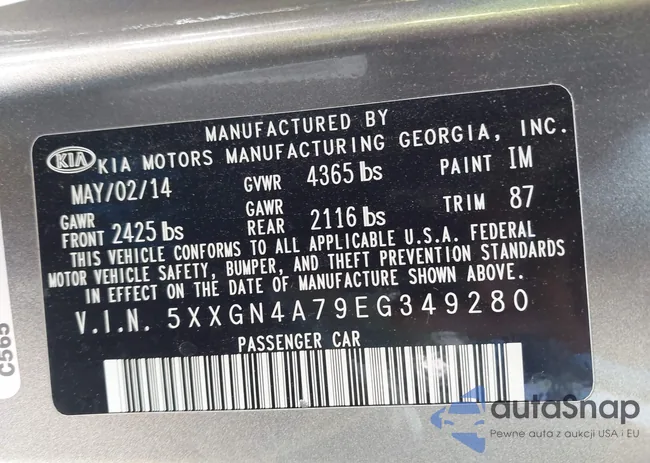 MANUFACTURED BY
KIA KIA MOTORS MANUFACTURING GEORGIA, INC.
MAY/02/14 GVWR 4365 lbs PAINT IM
GAWR FRONT 2425 lbs GAWR REAR 2116 lbs TRIM 87
THIS VEHICLE CONFORMS TO ALL APPLICABLE U.S.A. FEDERAL
MOTOR VEHICLE SAFETY, BUMPER, AND THEFT PREVENTION STANDARDS
IN EFFECT ON THE DATE OF MANUFACTURE SHOWN ABOVE.
V.I.N. 5XXGN4A79EG349280
PASSENGER CAR
C565
autaSnap
Pewne auta z aukcji USA i EU